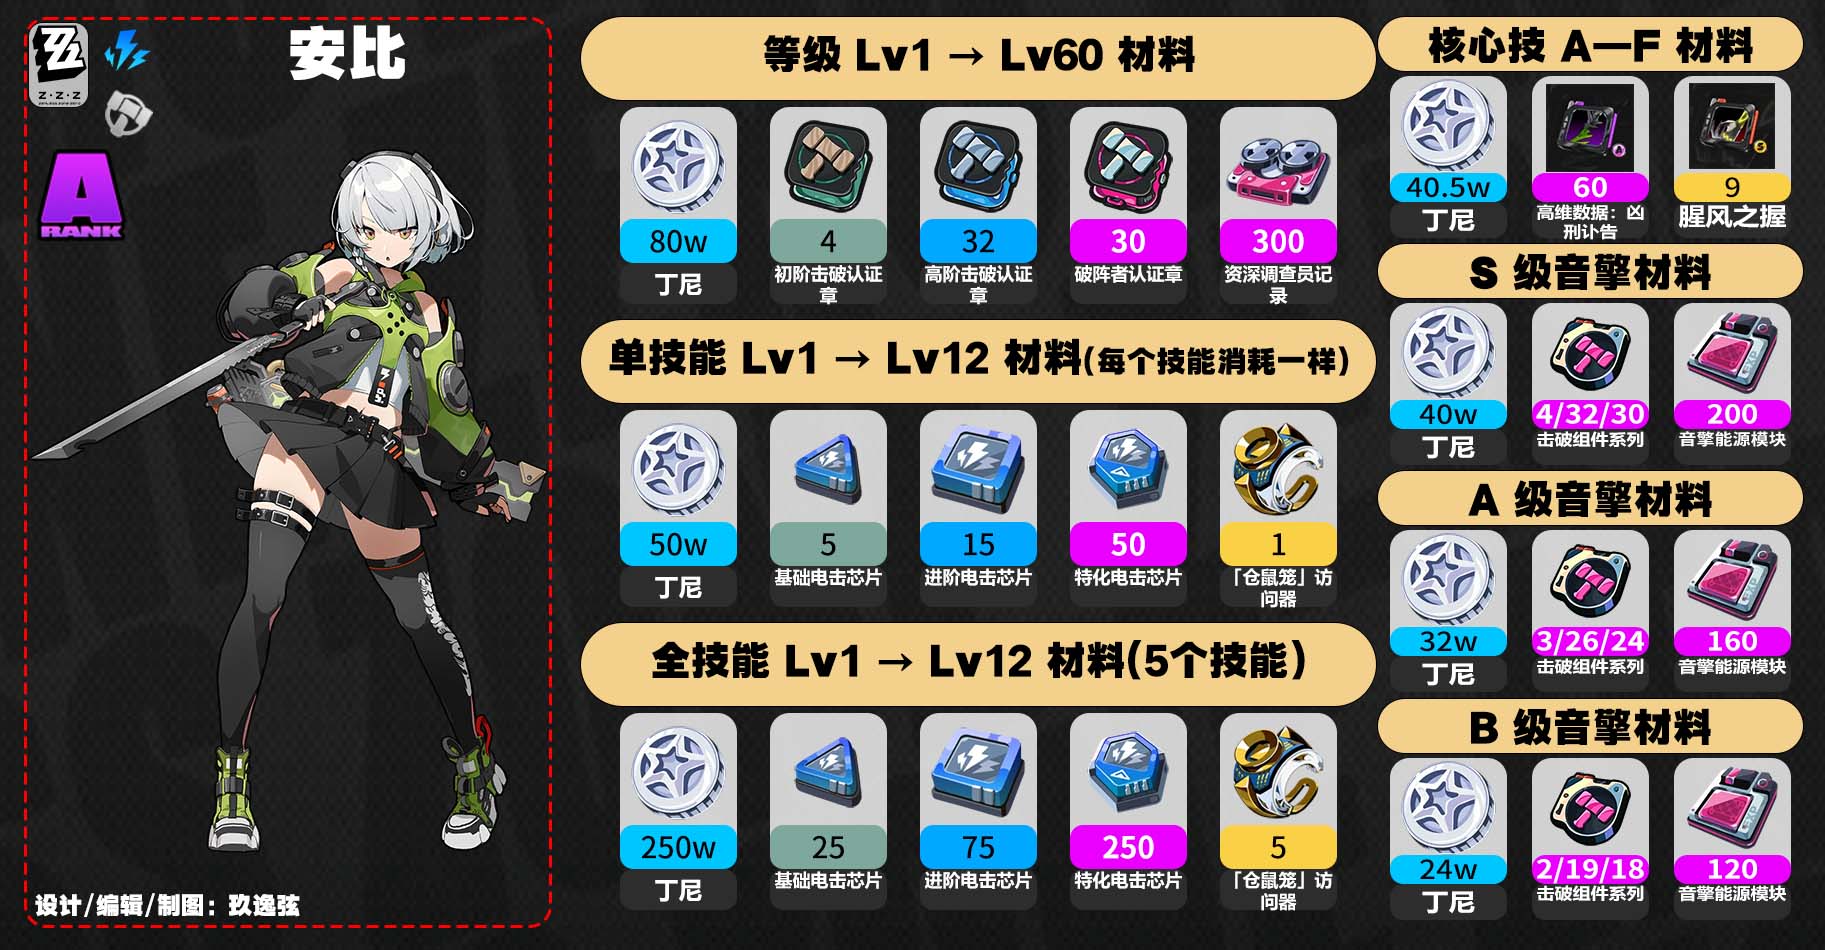 Z·Z·Z
安比
A
RANK
设计/编辑/制图：玖逸弦
等级 Lv1 → Lv60 材料
80w
丁尼
4
初阶击破认证
章
32
高阶击破认证
章
30
破阵者认证章
300
资深调查员记
录
单技能 Lv1 → Lv12 材料(每个技能消耗一样)
50w
丁尼
5
基础电击芯片
15
进阶电击芯片
50
特化电击芯片
1
「仓鼠笼」访
问器
全技能 Lv1 → Lv12 材料(5个技能)
250w
丁尼
25
基础电击芯片
75
进阶电击芯片
250
特化电击芯片
5
「仓鼠笼」访
问器
核心技 A—F 材料
40.5w
丁尼
60
高维数据：凶
刑讣告
9
腥风之握
S 级音擎材料
40w
丁尼
4/32/30
击破组件系列
200
音擎能源模块
A 级音擎材料
32w
丁尼
3/26/24
击破组件系列
160
音擎能源模块
B 级音擎材料
24w
丁尼
2/19/18
击破组件系列
120
音擎能源模块